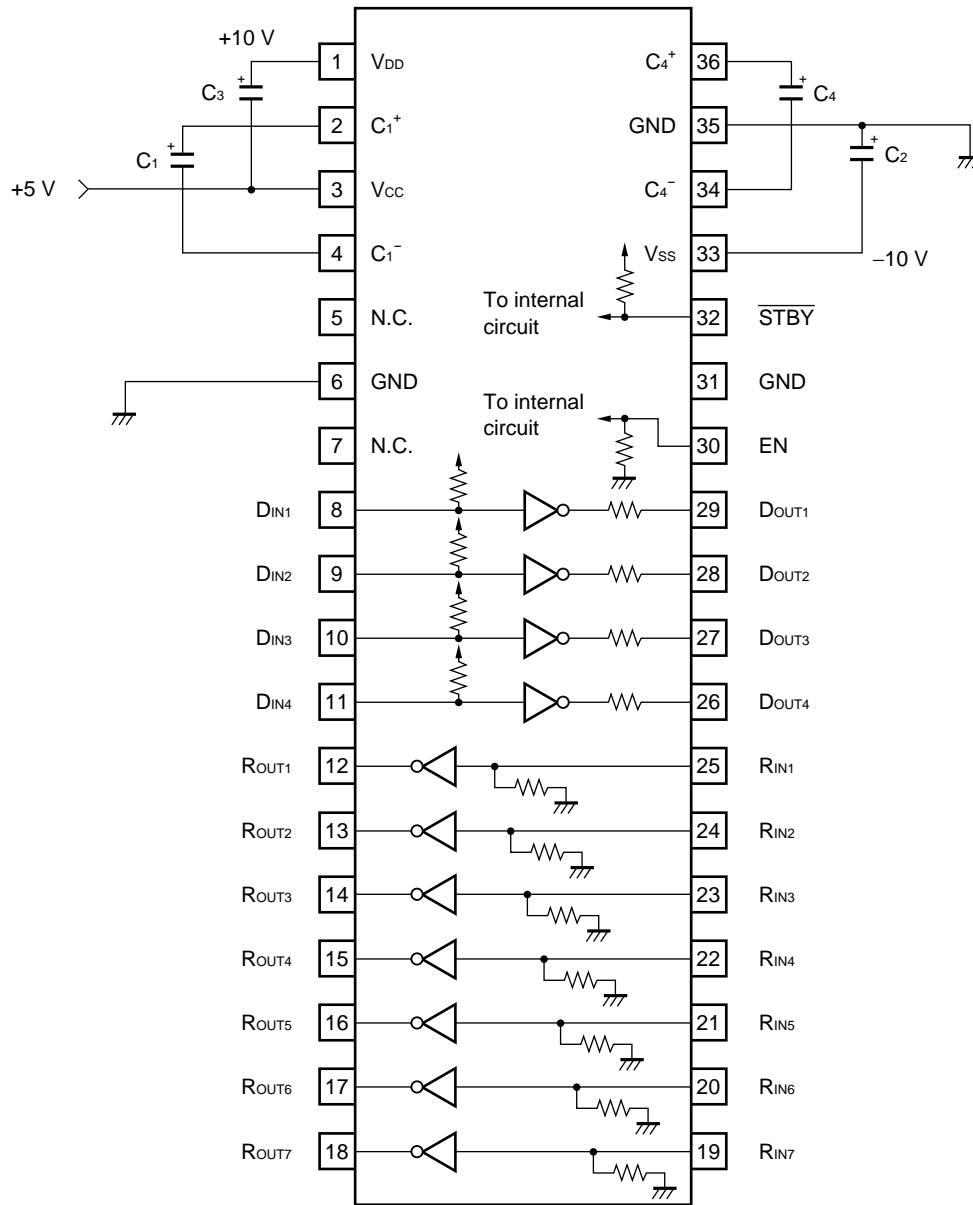 +10 V
1 VDD C4+ 36
+ C3 + C4
2 C1+ GND 35
+ C1 + C2
+5 V 3 VCC C4− 34
4 C1− VSS 33 −10 V
5 N.C. To internal circuit 32 STBY
6 GND 31 GND
To internal circuit
7 N.C. 30 EN
DIN1 8 29 DOUT1
DIN2 9 28 DOUT2
DIN3 10 27 DOUT3
DIN4 11 26 DOUT4
ROUT1 12 25 RIN1
ROUT2 13 24 RIN2
ROUT3 14 23 RIN3
ROUT4 15 22 RIN4
ROUT5 16 21 RIN5
ROUT6 17 20 RIN6
ROUT7 18 19 RIN7